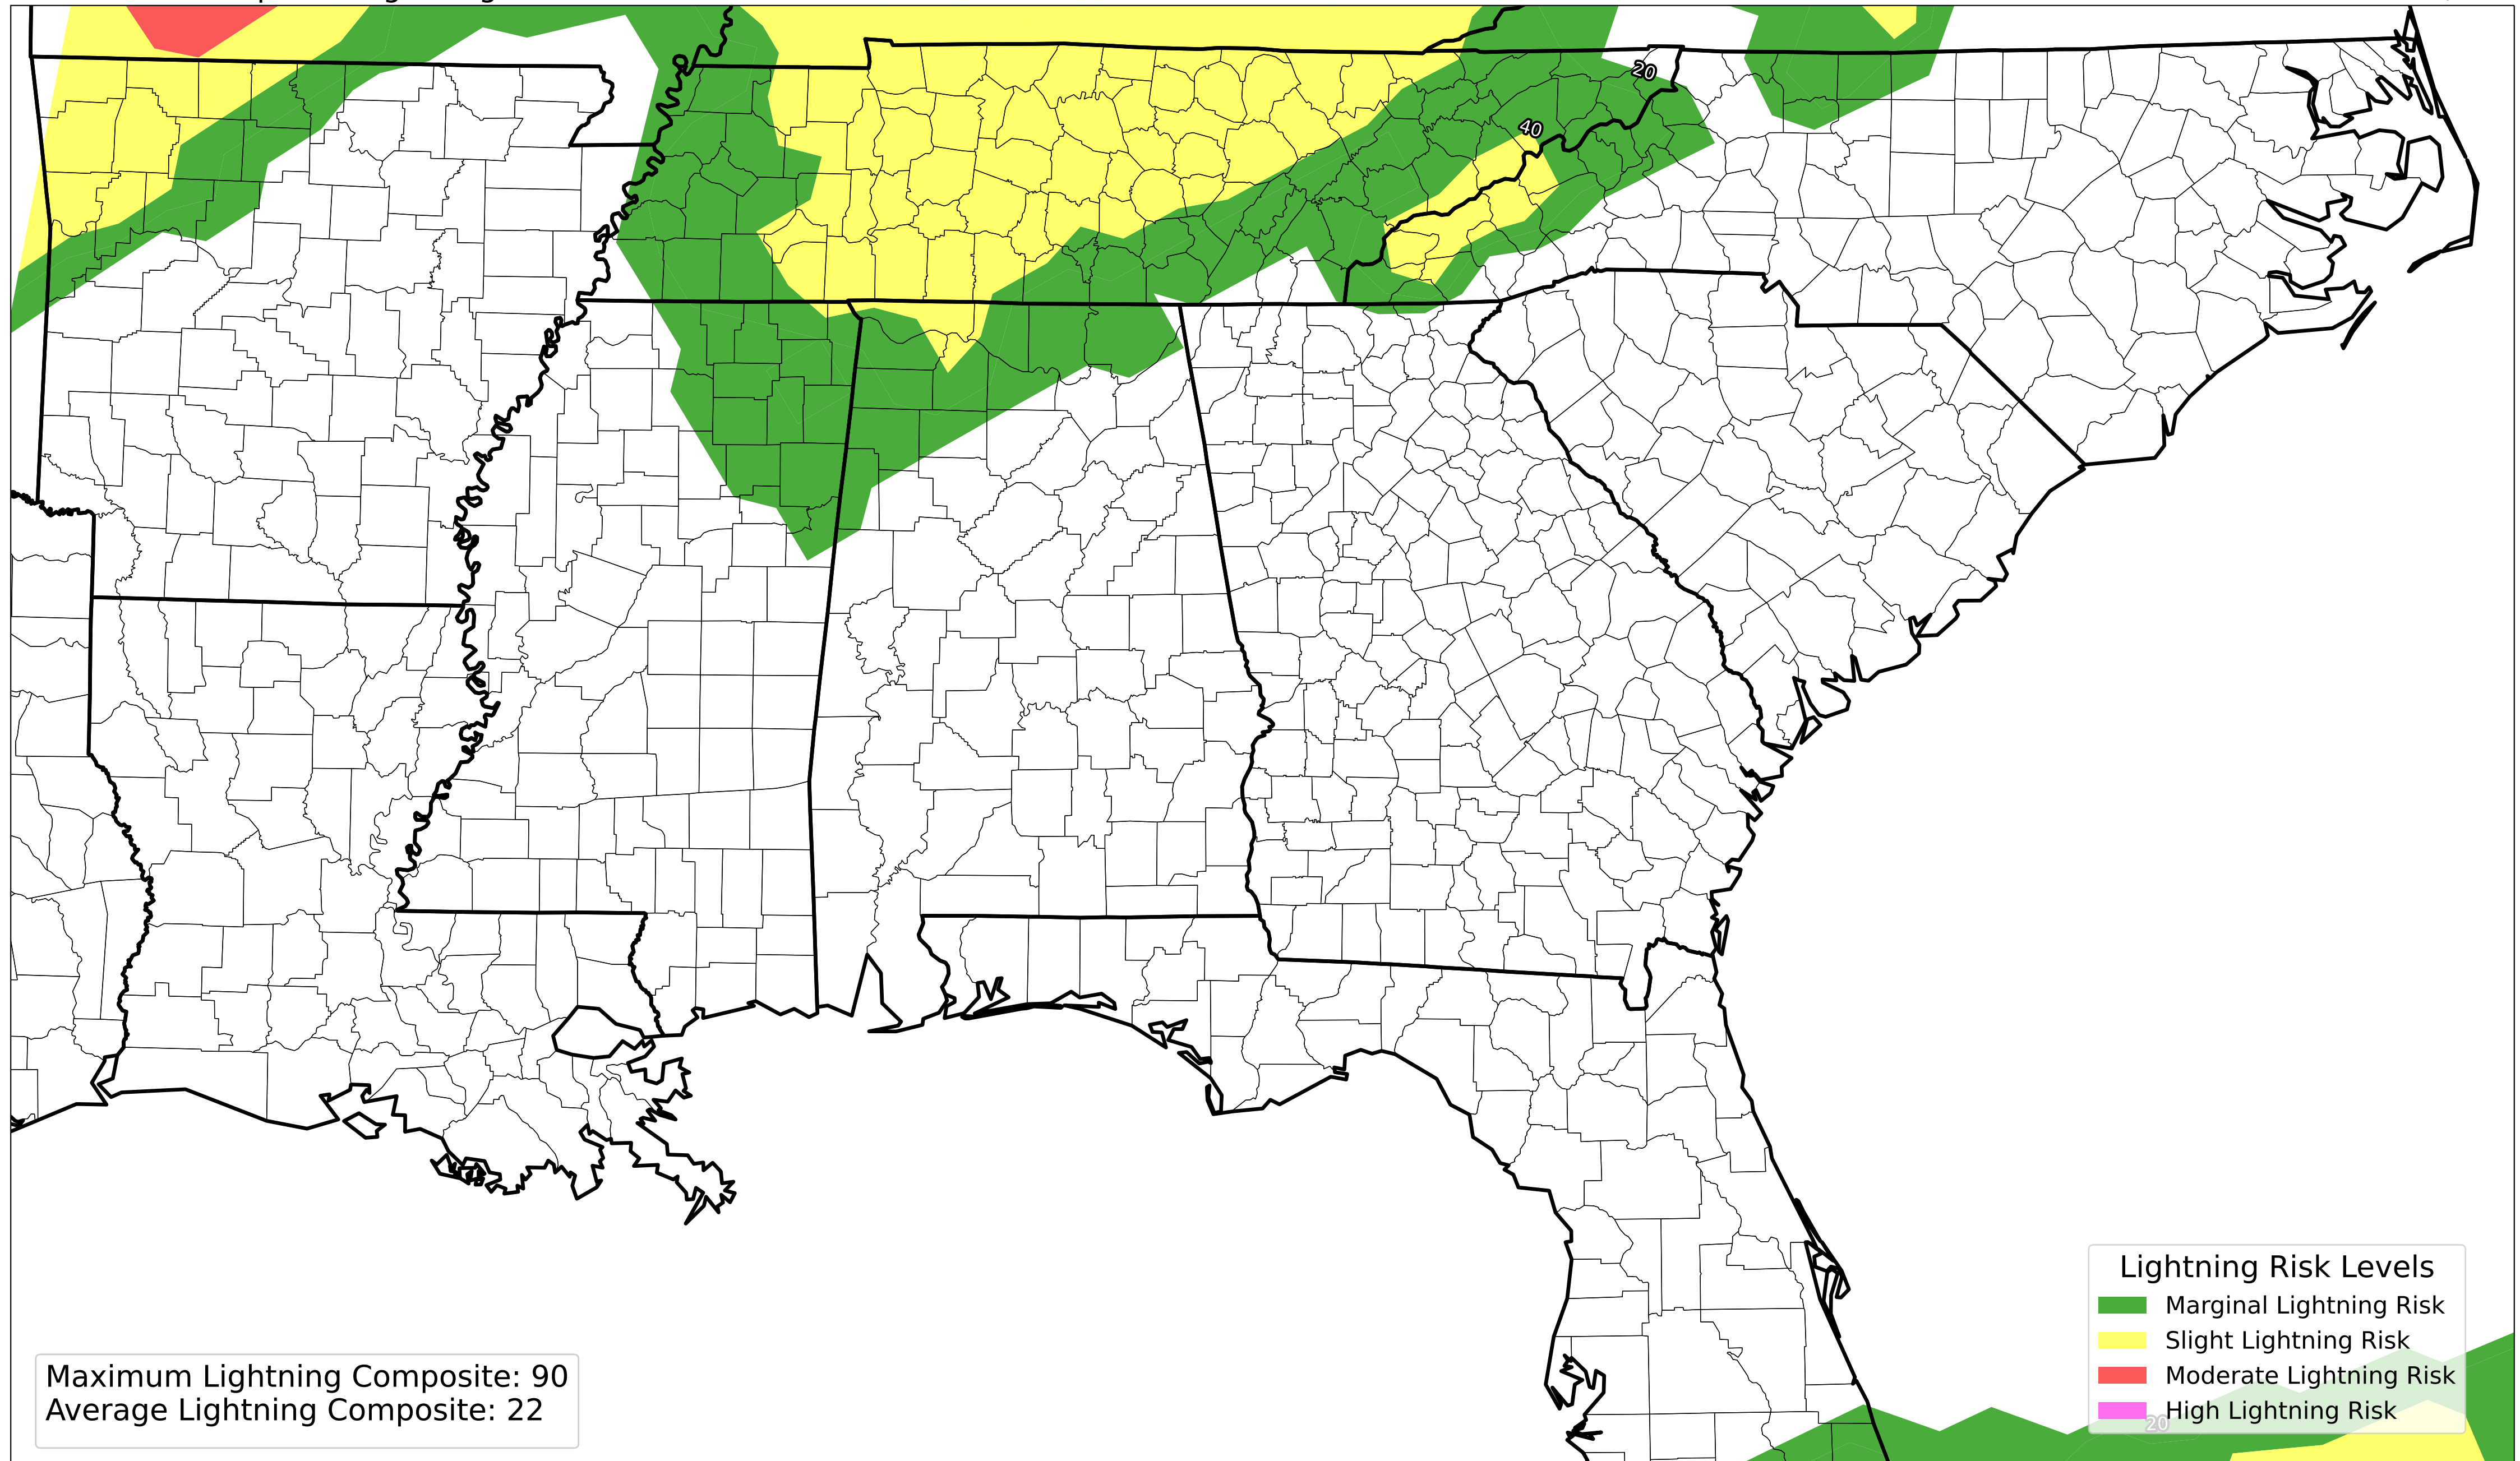 20
40
Lightning Risk Levels
Marginal Lightning Risk
Slight Lightning Risk
Moderate Lightning Risk
High Lightning Risk
20
Maximum Lightning Composite: 90
Average Lightning Composite: 22